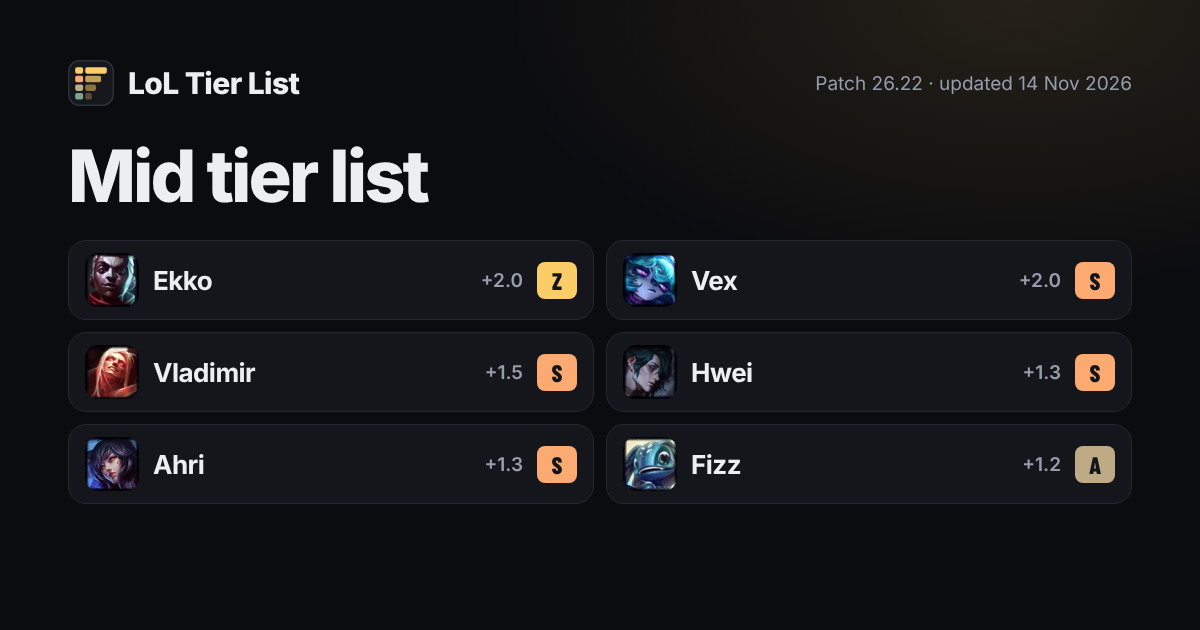 LoL Tier List
Patch 26.22 · updated 14 Nov 2026
Mid tier list
Ekko +2.0 Z
Vex +2.0 S
Vladimir +1.5 S
Hwei +1.3 S
Ahri +1.3 S
Fizz +1.2 A